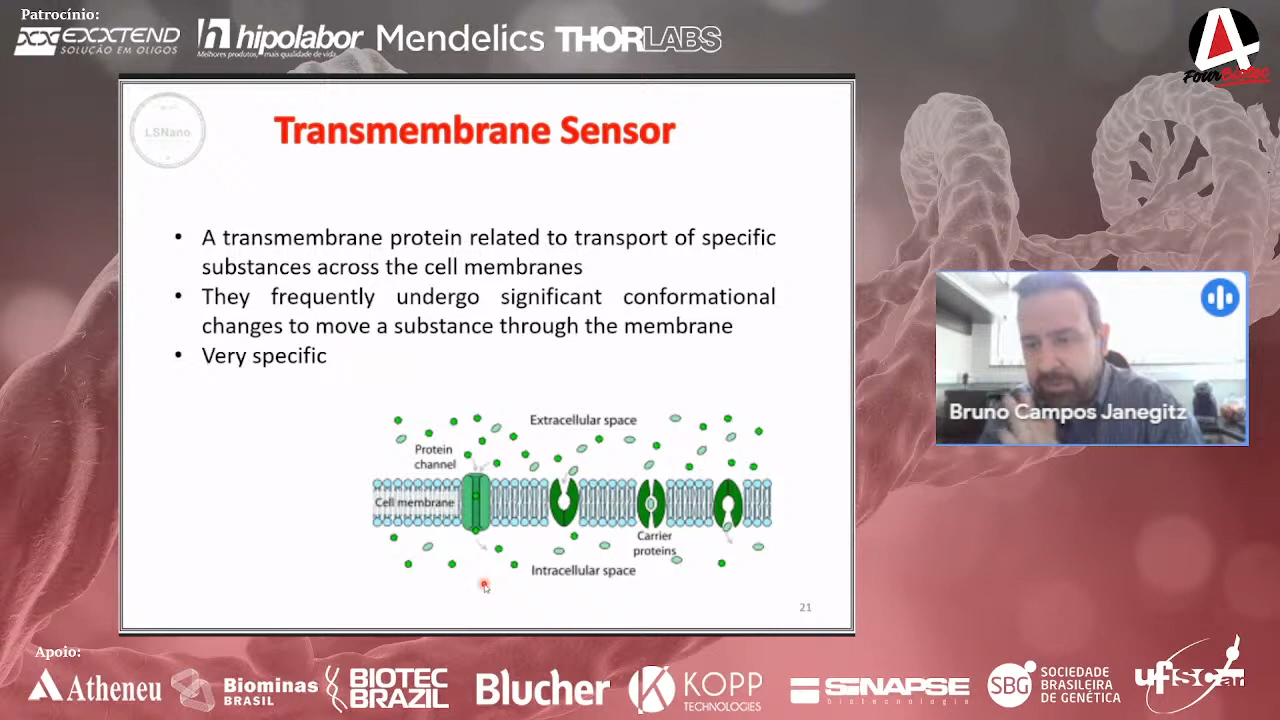 Patrocínio:
EXXTEND
SOLUÇÃO EM OLIGOS
hipolabor
Melhores produtos, mais qualidade de vida.
Mendelics
THORLABS
FourBiotec
LSNano
Transmembrane Sensor
• A transmembrane protein related to transport of specific
substances across the cell membranes
• They frequently undergo significant conformational
changes to move a substance through the membrane
• Very specific
Extracellular space
Protein
channel
Cell membrane
Carrier
proteins
Intracellular space
21
Bruno Campos Janegitz
Apoio:
Atheneu
Biominas
BRASIL
BIOTEC
BRAZIL
Blucher
KOPP
TECHNOLOGIES
SINAPSE
biotecnologia
SBG
SOCIEDADE
BRASILEIRA
DE GENÉTICA
ufscar